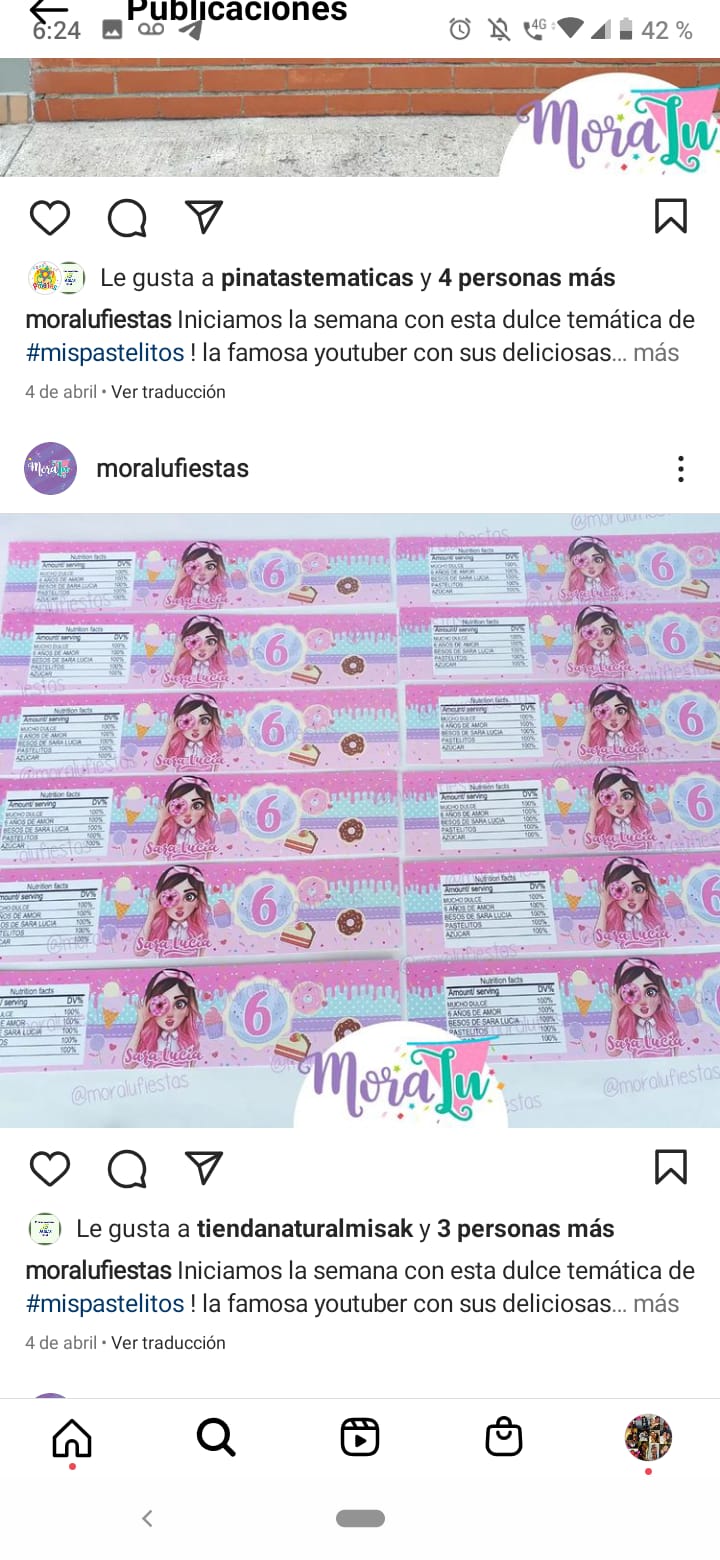 Publicaciones
6:24
4G
42 %
MoraLu
Le gusta a pinatastematicas y 4 personas más
moralufiestas Iniciamos la semana con esta dulce temática de
#mispastelitos ! la famosa youtuber con sus deliciosas... más
4 de abril • Ver traducción
MoraLu
moralufiestas
Nutrition facts
Amount/ serving DV%
MUCHO DULCE 100%
6 AÑOS DE AMOR 100%
BESOS DE SARA LUCIA 100%
PASTELITOS 100%
AZUCAR 100%
Sara Lucia
6
MoraLu
@moralufiestas
@moralufiestas
Le gusta a tiendanaturalmisak y 3 personas más
moralufiestas Iniciamos la semana con esta dulce temática de
#mispastelitos ! la famosa youtuber con sus deliciosas... más
4 de abril • Ver traducción